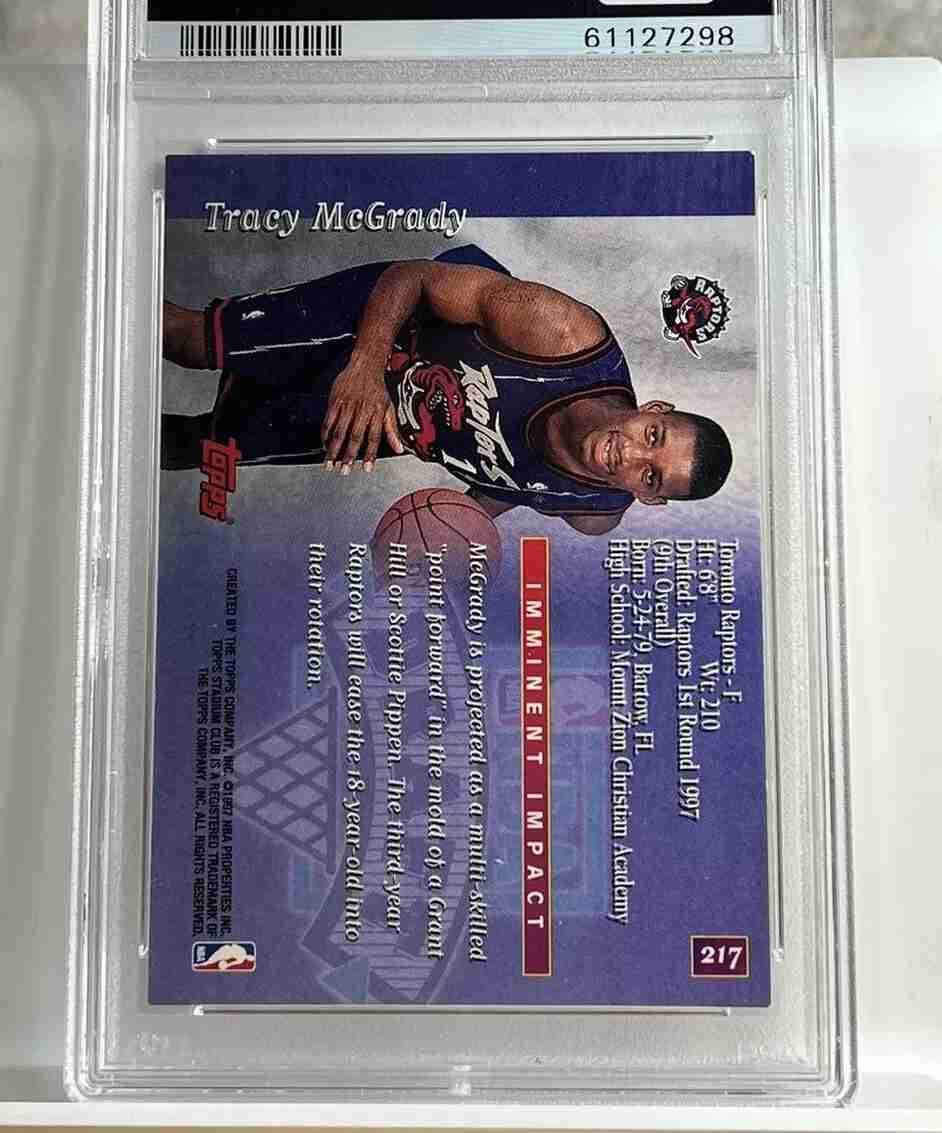 61127298
Tracy McGrady
RAPTORS
RAPTORS
1
TOPPS
217
Toronto Raptors - F
Ht: 6'8" Wt: 210
Drafted: Raptors 1st Round 1997
(9th Overall)
Born: 5-24-79, Bartow, FL
High School: Mount Zion Christian Academy
IMMINENT IMPACT
McGrady is projected as a multi-skilled
"point forward" in the mold of a Grant
Hill or Scottie Pippen. The third-year
Raptors will ease the 18-year-old into
their rotation.
CREATED BY THE TOPPS COMPANY, INC. ©1997 NBA PROPERTIES INC.
TOPPS STADIUM CLUB IS A REGISTERED TRADEMARK OF
THE TOPPS COMPANY, INC. ALL RIGHTS RESERVED.
NBA